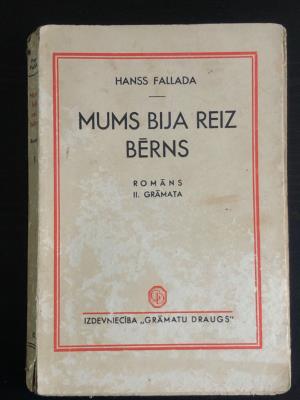 HANSS FALLADA
MUMS BIJA REIZ
BĒRNS
ROMĀNS
II. GRĀMATA
IZDEVNIECĪBA „GRĀMATU DRAUGS"